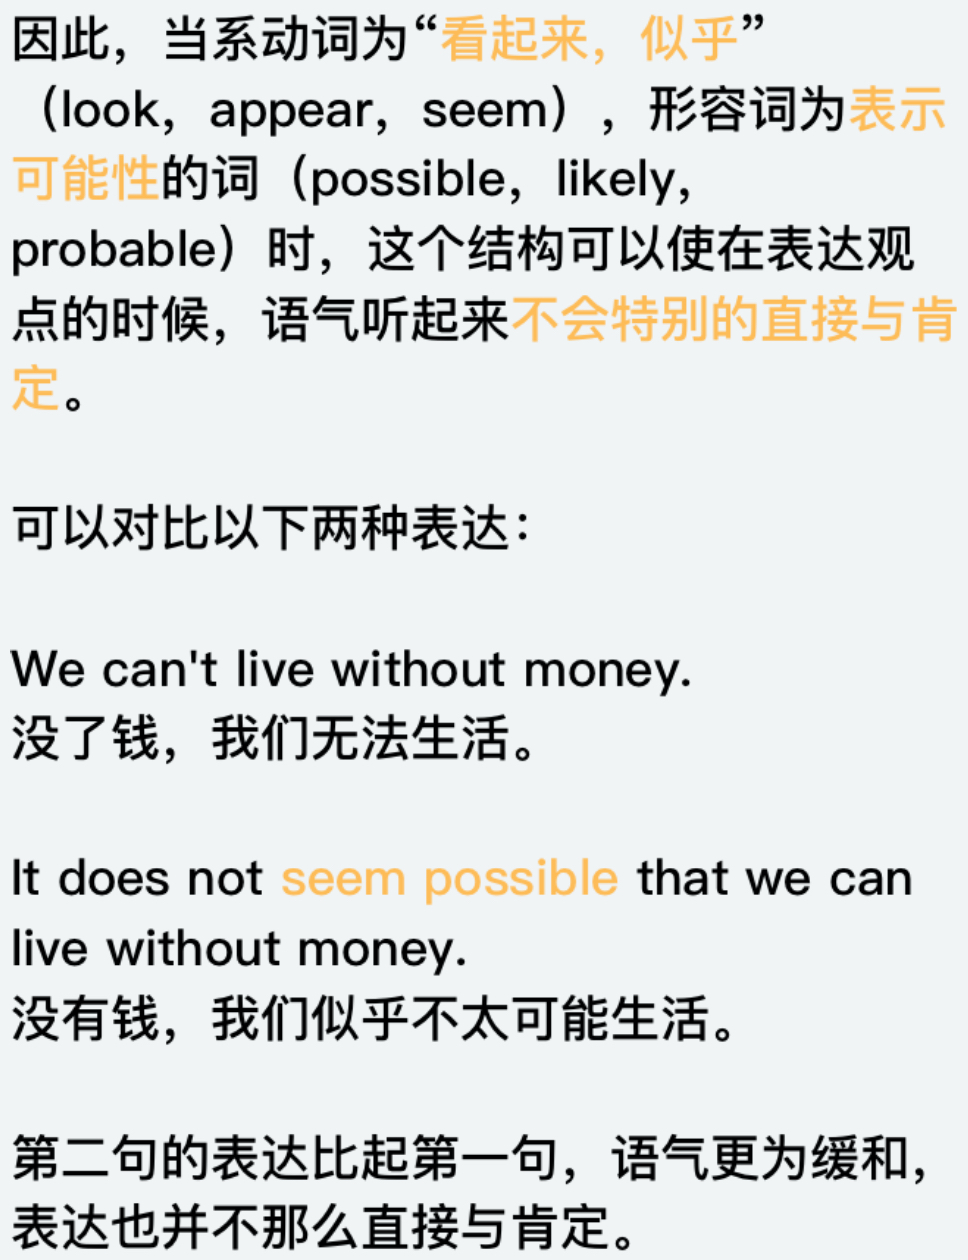 因此，当系动词为“看起来，似乎”
（look，appear，seem），形容词为表示
可能性的词（possible，likely，
probable）时，这个结构可以使在表达观
点的时候，语气听起来不会特别的直接与肯
定。
可以对比以下两种表达：
We can't live without money.
没了钱，我们无法生活。
It does not seem possible that we can
live without money.
没有钱，我们似乎不太可能生活。
第二句的表达比起第一句，语气更为缓和，
表达也并不那么直接与肯定。